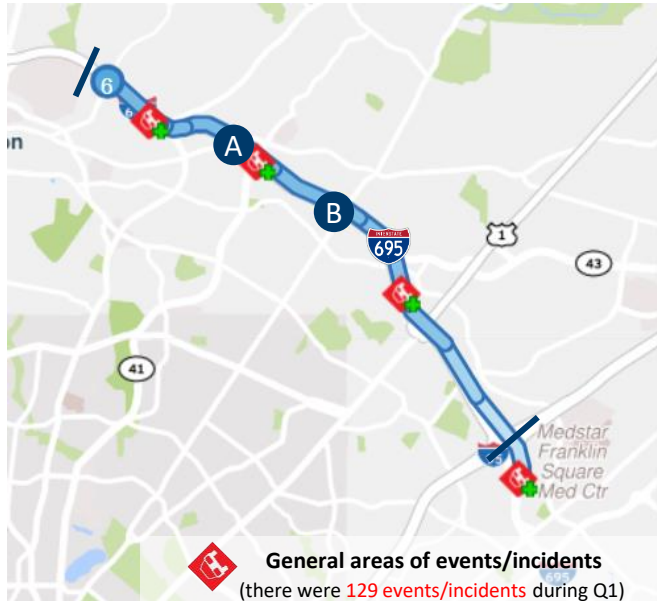 6
on
A
B
INTERSTATE
695
1
43
41
Medstar
Franklin
Square
Med Ctr
General areas of events/incidents
(there were 129 events/incidents during Q1)